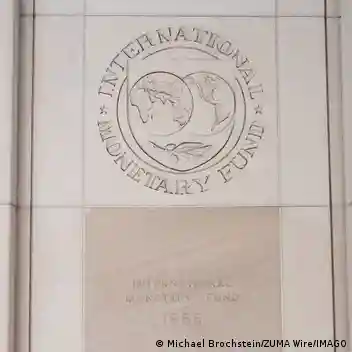 INTERNATIONAL
MONETARY FUND
INTERNATIONAL
MONETARY FUND
Michael Brochstein/ZUMA Wire/IMAGO